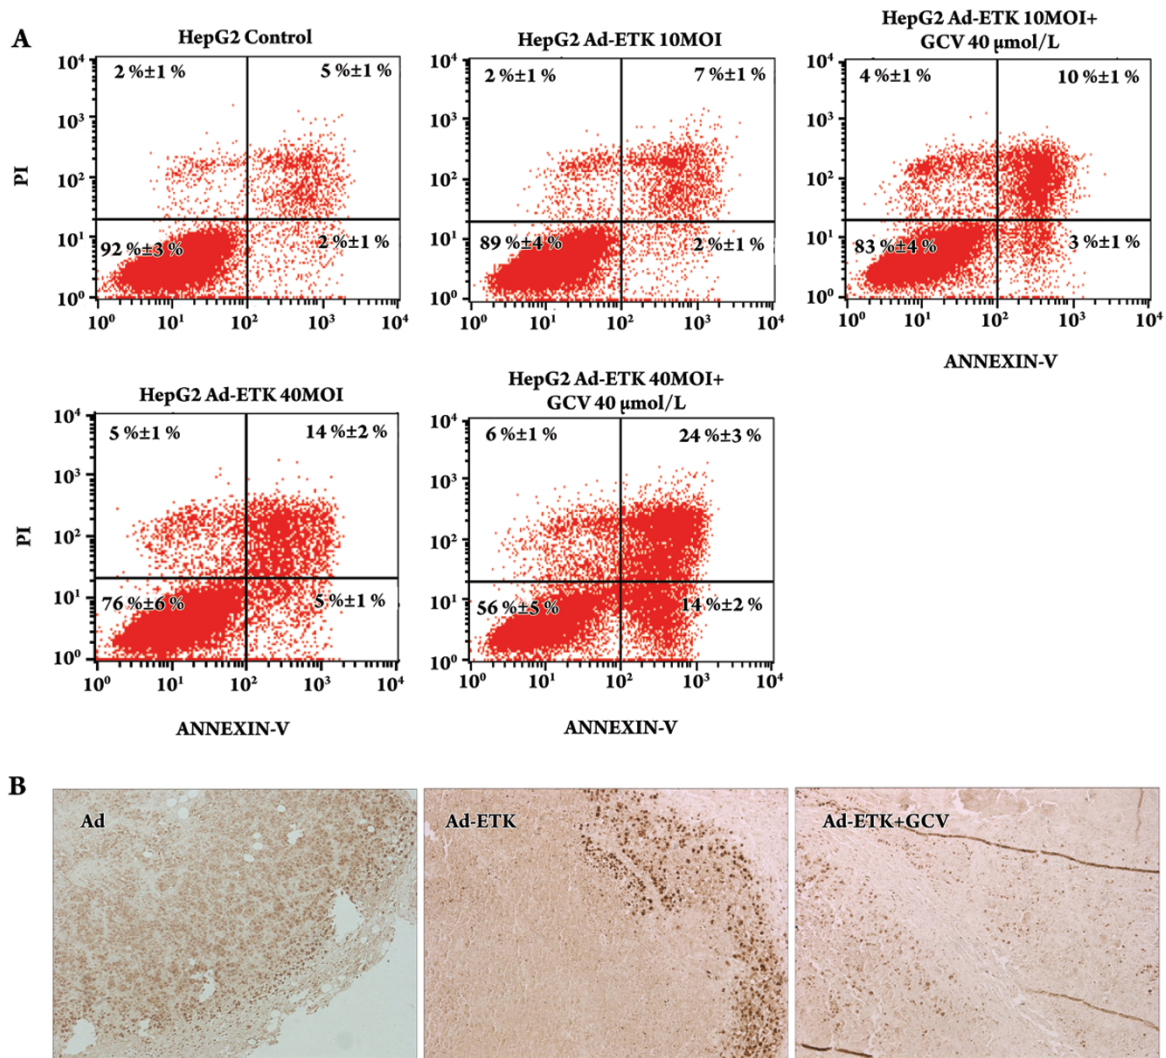 A
HepG2 Control
2 %±1 %
5 %±1 %
92 %±3 %
2 %±1 %
PI
10⁴
10³
10²
10¹
10⁰
10⁰ 10¹ 10² 10³ 10⁴
HepG2 Ad-ETK 10MOI
2 %±1 %
7 %±1 %
89 %±4 %
2 %±1 %
10⁴
10³
10²
10¹
10⁰
10⁰ 10¹ 10² 10³ 10⁴
HepG2 Ad-ETK 10MOI+
GCV 40 μmol/L
4 %±1 %
10 %±1 %
83 %±4 %
3 %±1 %
10⁴
10³
10²
10¹
10⁰
10⁰ 10¹ 10² 10³ 10⁴
ANNEXIN-V
HepG2 Ad-ETK 40MOI
5 %±1 %
14 %±2 %
76 %±6 %
5 %±1 %
PI
10⁴
10³
10²
10¹
10⁰
10⁰ 10¹ 10² 10³ 10⁴
ANNEXIN-V
HepG2 Ad-ETK 40MOI+
GCV 40 μmol/L
6 %±1 %
24 %±3 %
56 %±5 %
14 %±2 %
10⁴
10³
10²
10¹
10⁰
10⁰ 10¹ 10² 10³ 10⁴
ANNEXIN-V
B
Ad
Ad-ETK
Ad-ETK+GCV